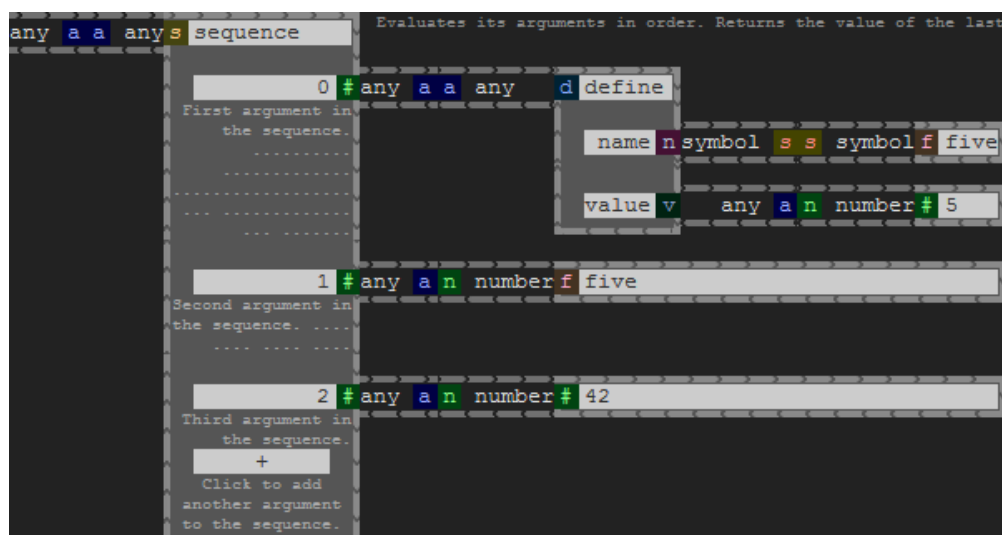 Evaluates its arguments in order. Returns the value of the last
any a a any s sequence
0 # any a a any d define
First argument in
the sequence.
name n symbol s s symbol f five
value v any a n number # 5
1 # any a n number f five
Second argument in
the sequence. ....
2 # any a n number # 42
Third argument in
the sequence.
+
Click to add
another argument
to the sequence.